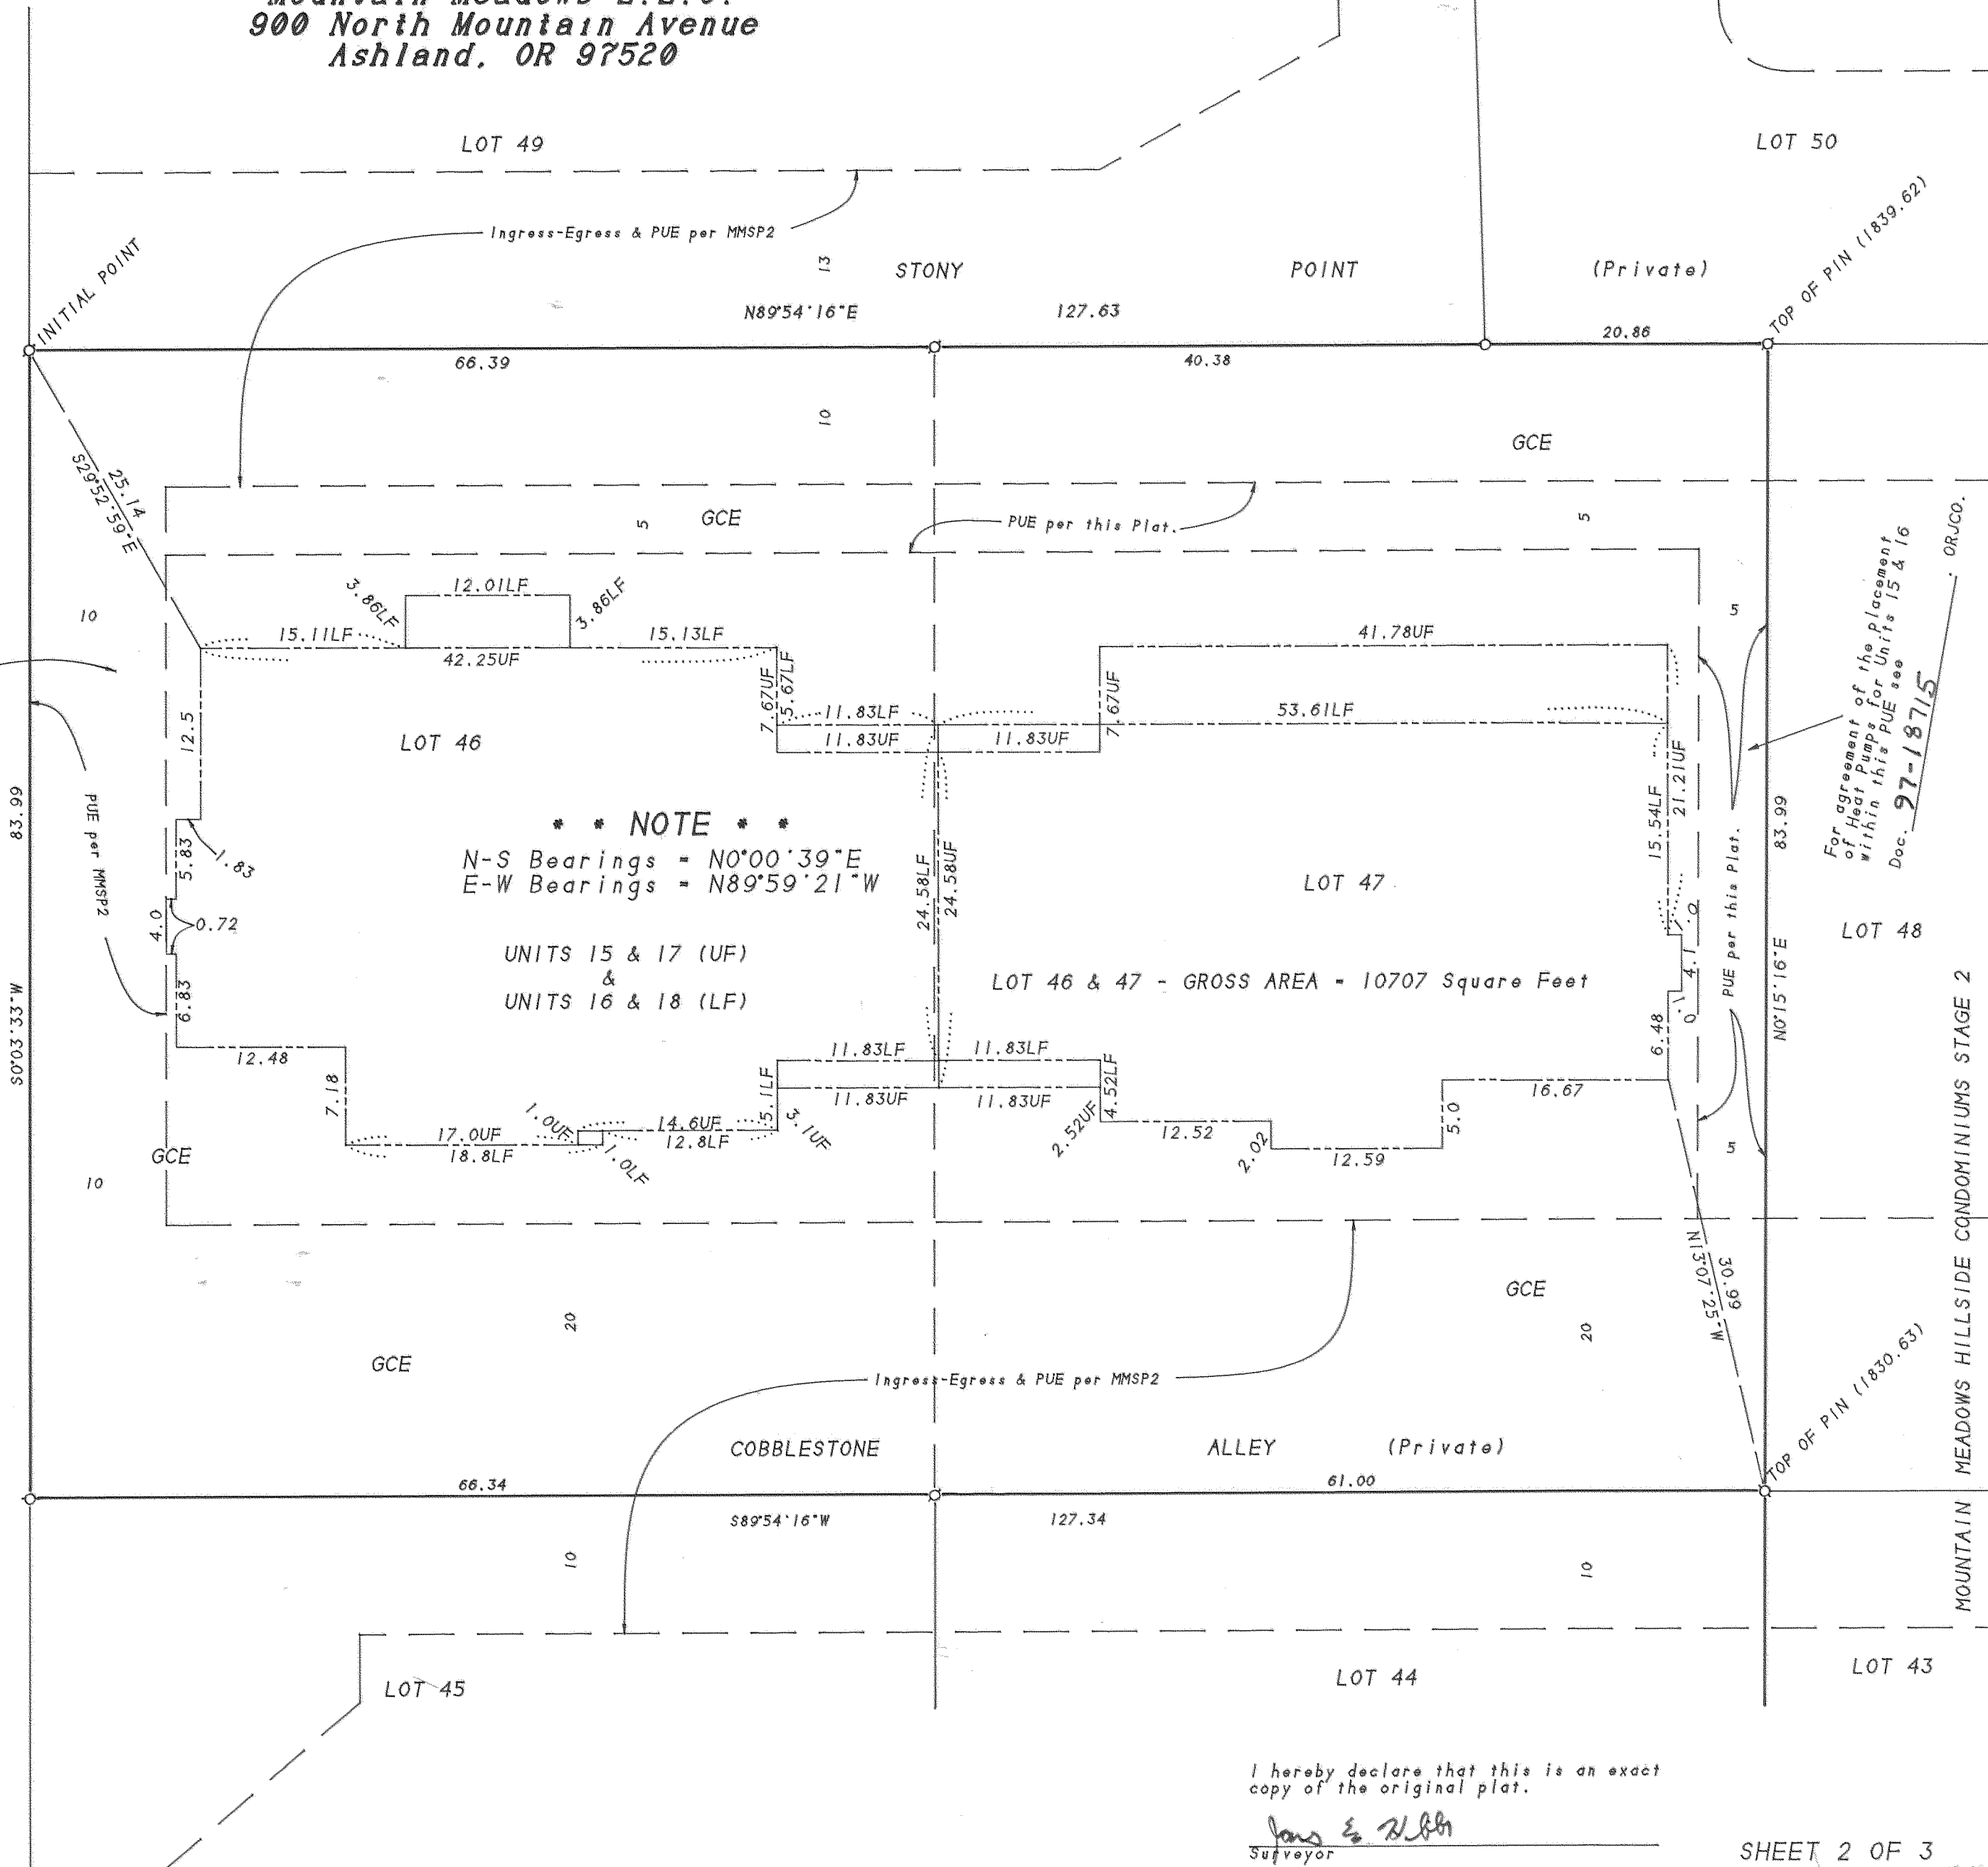 Mountain Meadows L.L.C.
900 North Mountain Avenue
Ashland, OR 97520
LOT 49
LOT 50
Ingress-Egress & PUE per MMSP2
13
STONY POINT (Private)
INITIAL POINT
TOP OF PIN (1839.62)
N89°54'16"E 127.63
66.39
40.38
20.86
10
GCE
25.14
S29°52'59"E
5
GCE
PUE per this Plat.
5
For agreement of the placement
of Heat Pumps for Units 15 & 16
within this PUE see
Doc. 97-18715 . ORJCO.
10
5
3.86LF
12.01LF
3.86LF
15.11LF
15.13LF
42.25UF
41.78UF
7.67UF
5.67LF
11.83LF
11.83UF
11.83UF
7.67UF
53.61LF
12.5
LOT 46
21.21UF
15.54LF
83.99
S0°03'33"W
PUE per MMSP2
5.83
1.83
4.0
0.72
6.83
* * NOTE * *
N-S Bearings = N0°00'39"E
E-W Bearings = N89°59'21"W
UNITS 15 & 17 (UF)
&
UNITS 16 & 18 (LF)
24.58LF
24.58UF
LOT 47
LOT 46 & 47 - GROSS AREA = 10707 Square Feet
1.0
4.1
1.0
6.48
PUE per this Plat.
83.99
N0°15'16"E
LOT 48
12.48
7.18
11.83LF
11.83LF
11.83UF
11.83UF
5.1LF
3.1UF
4.52LF
2.52UF
1.0UF
14.6UF
17.0UF
12.8LF
18.8LF
1.0LF
12.52
2.02
12.59
5.0
16.67
GCE
10
5
30.99
N13°07'25"W
GCE
20
20
GCE
Ingress-Egress & PUE per MMSP2
TOP OF PIN (1830.63)
COBBLESTONE ALLEY (Private)
66.34
61.00
S89°54'16"W 127.34
10
10
MOUNTAIN MEADOWS HILLSIDE CONDOMINIUMS STAGE 2
LOT 45
LOT 44
LOT 43
I hereby declare that this is an exact
copy of the original plat.
Surveyor
SHEET 2 OF 3